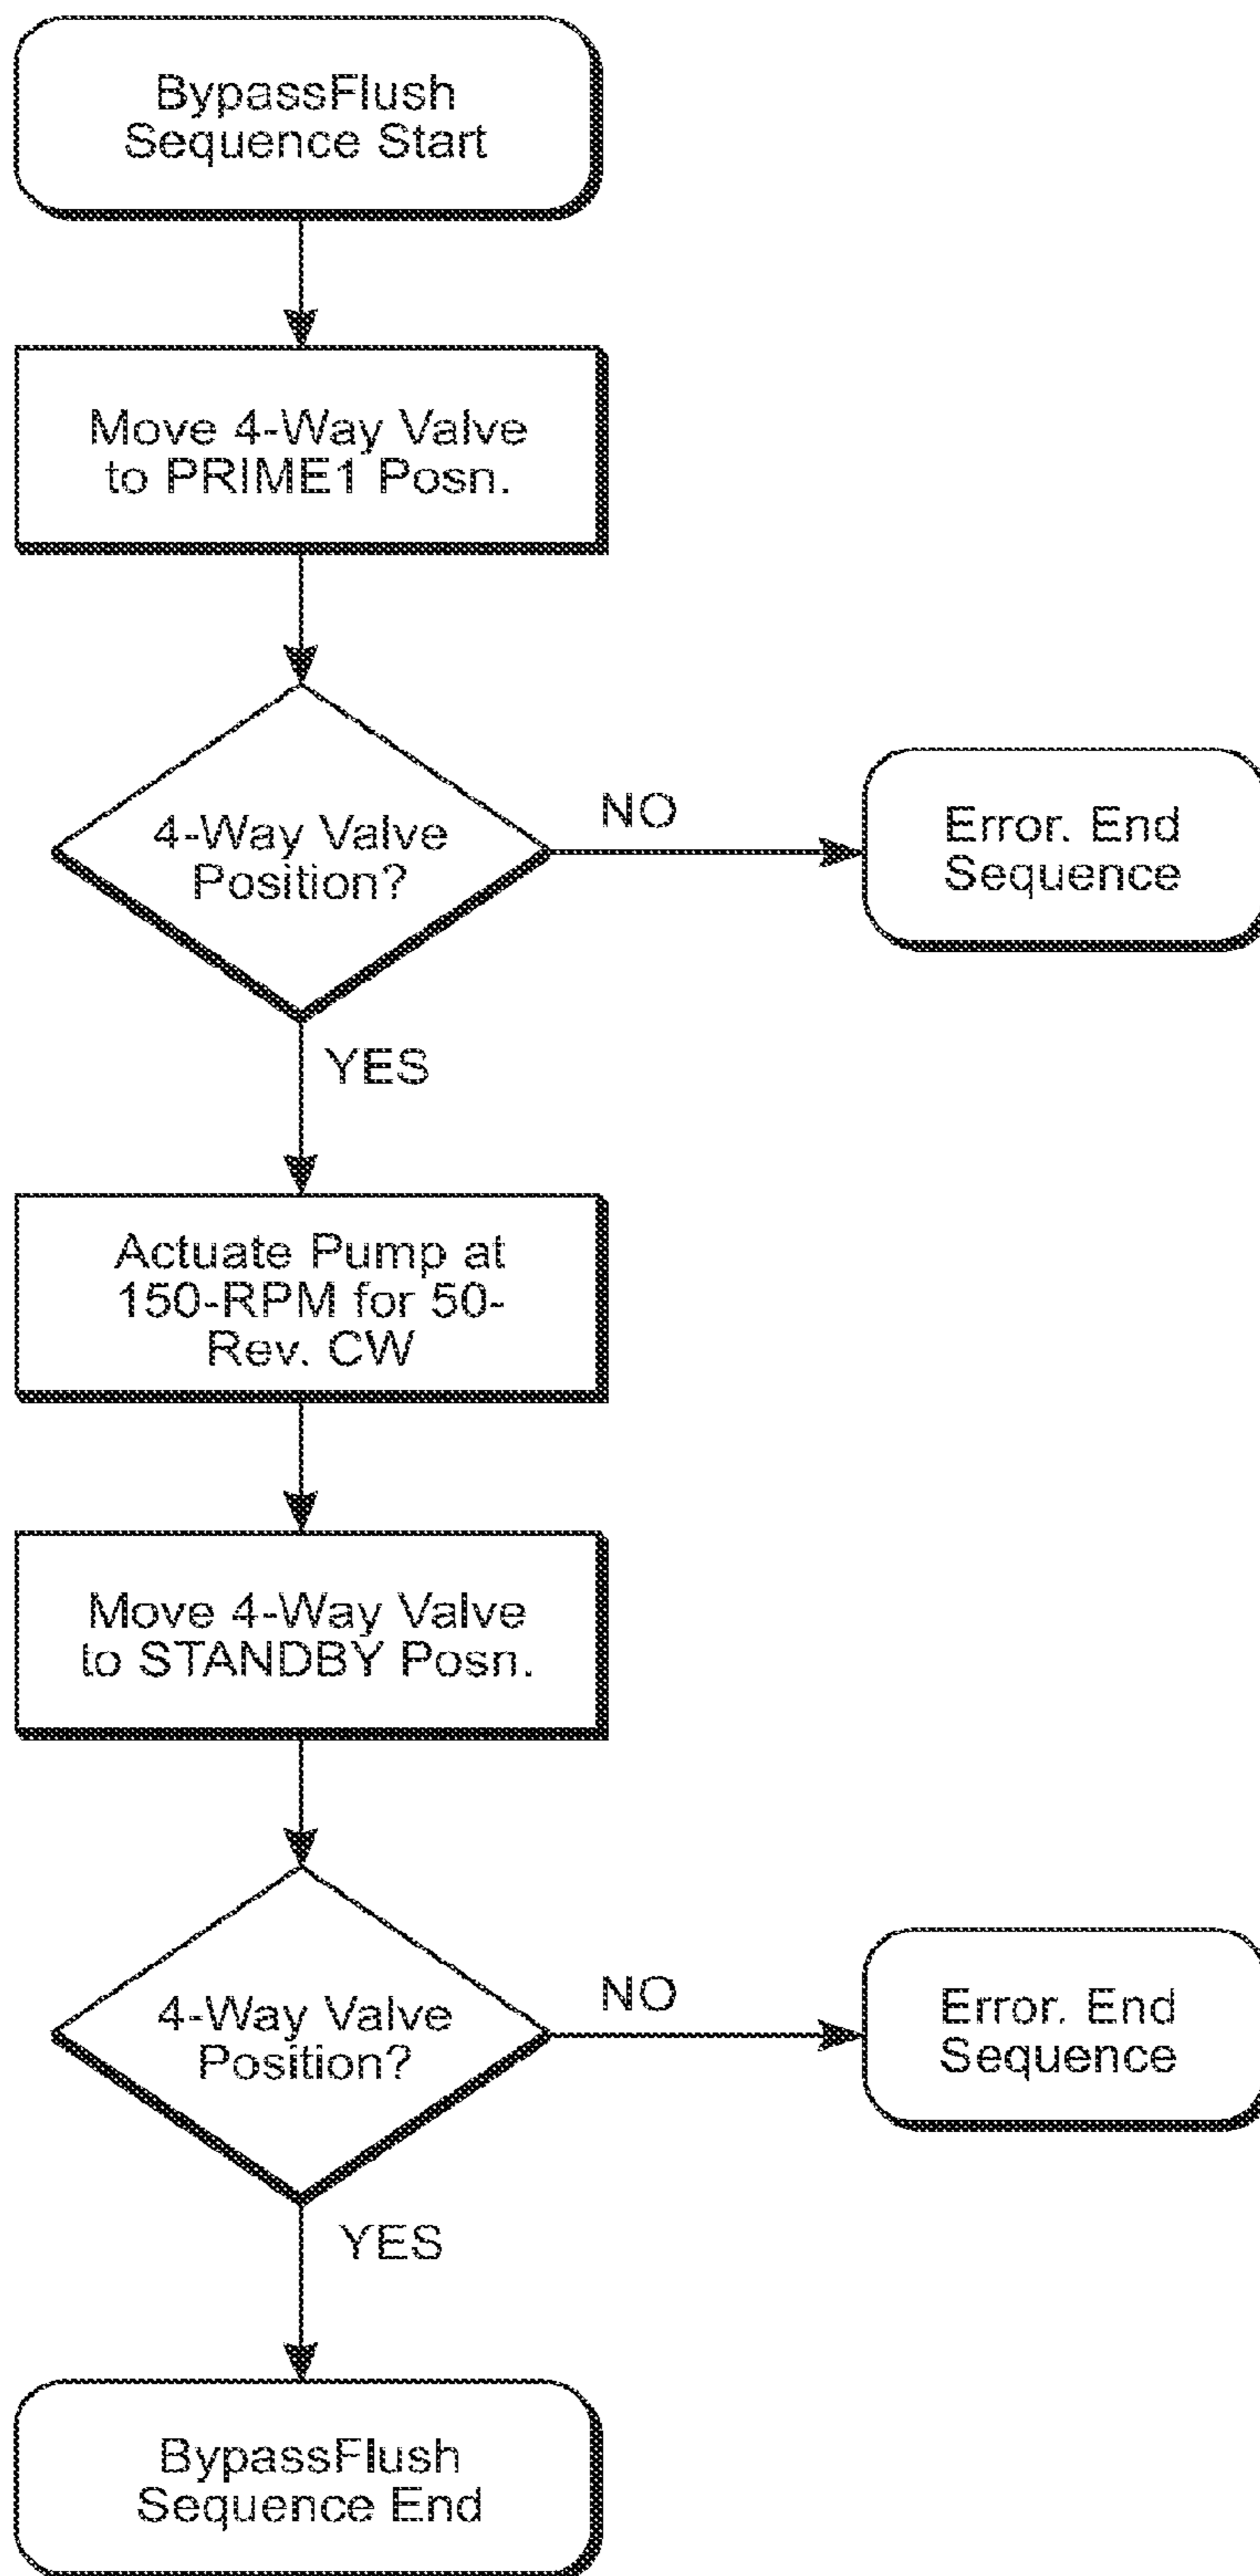 BypassFlush
Sequence Start
Move 4-Way Valve
to PRIME1 Posn.
4-Way Valve
Position?
NO
Error. End
Sequence
YES
Actuate Pump at
150-RPM for 50-
Rev. CW
Move 4-Way Valve
to STANDBY Posn.
4-Way Valve
Position?
NO
Error. End
Sequence
YES
BypassFlush
Sequence End